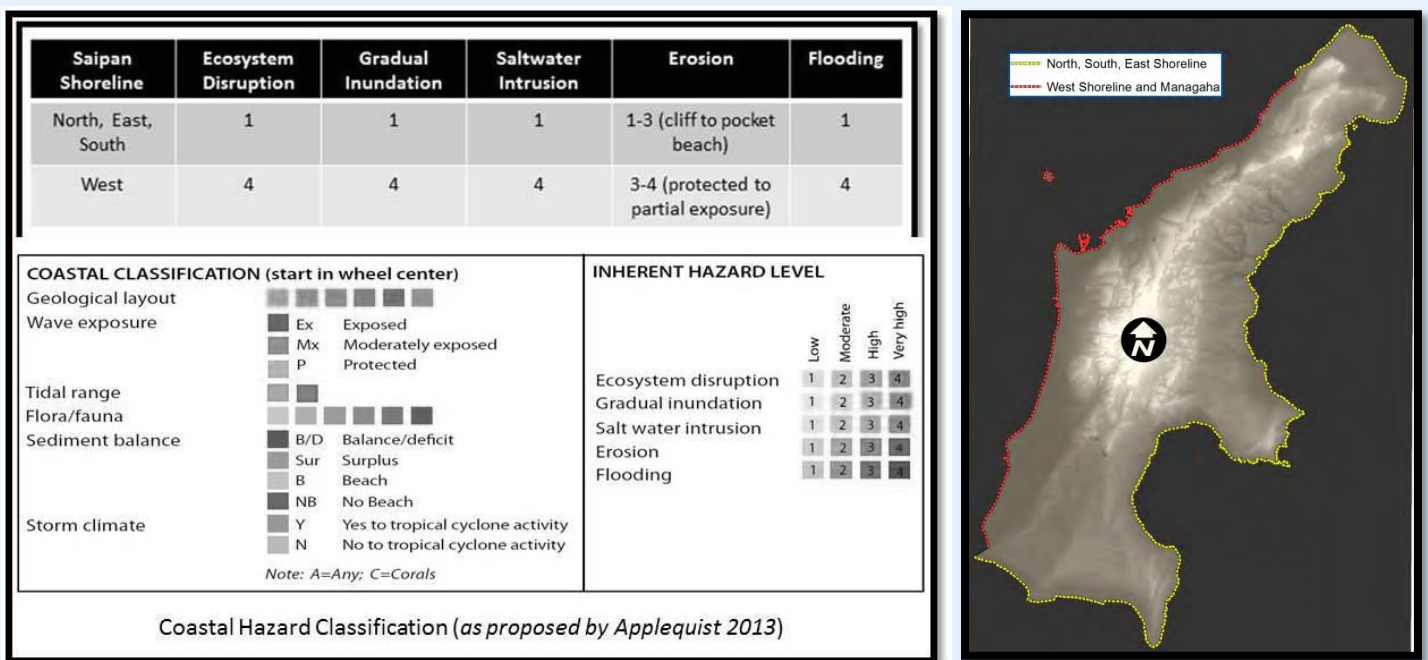 Saipan Shoreline Ecosystem Disruption Gradual Inundation Saltwater Intrusion Erosion Flooding
North, East, South 1 1 1 1-3 (cliff to pocket beach) 1
West 4 4 4 3-4 (protected to partial exposure) 4
COASTAL CLASSIFICATION (start in wheel center)
Geological layout
Wave exposure
Ex Exposed
Mx Moderately exposed
P Protected
Tidal range
Flora/fauna
Sediment balance
B/D Balance/deficit
Sur Surplus
B Beach
NB No Beach
Storm climate
Y Yes to tropical cyclone activity
N No to tropical cyclone activity
Note: A=Any; C=Corals
INHERENT HAZARD LEVEL
Low Moderate High Very high
Ecosystem disruption 1 2 3 4
Gradual inundation 1 2 3 4
Salt water intrusion 1 2 3 4
Erosion 1 2 3 4
Flooding 1 2 3 4
Coastal Hazard Classification (as proposed by Applequist 2013)
North, South, East Shoreline
West Shoreline and Managaha
N